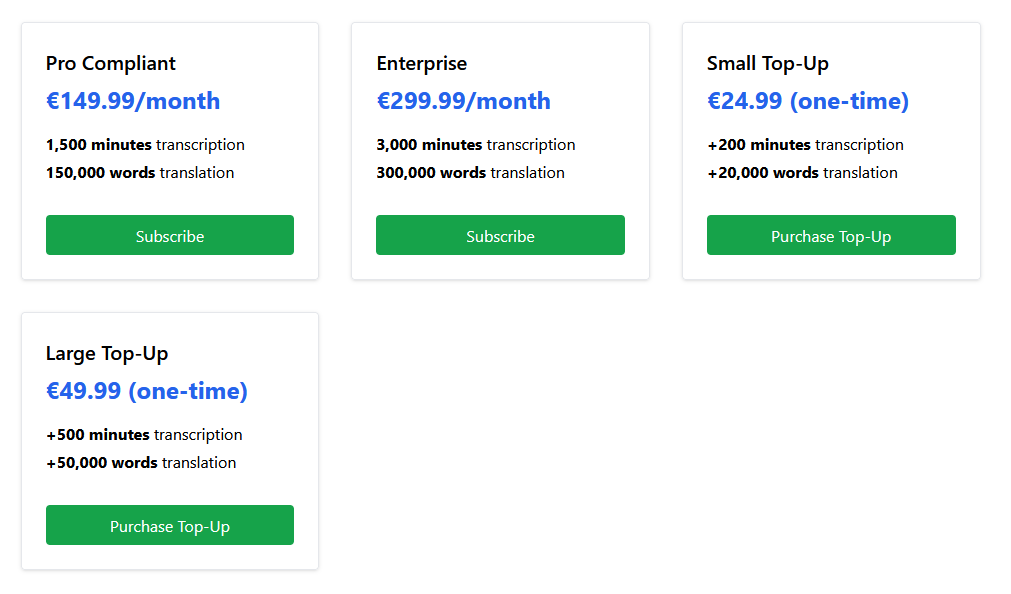 Pro Compliant
€149.99/month
1,500 minutes transcription
150,000 words translation
Subscribe
Enterprise
€299.99/month
3,000 minutes transcription
300,000 words translation
Subscribe
Small Top-Up
€24.99 (one-time)
+200 minutes transcription
+20,000 words translation
Purchase Top-Up
Large Top-Up
€49.99 (one-time)
+500 minutes transcription
+50,000 words translation
Purchase Top-Up